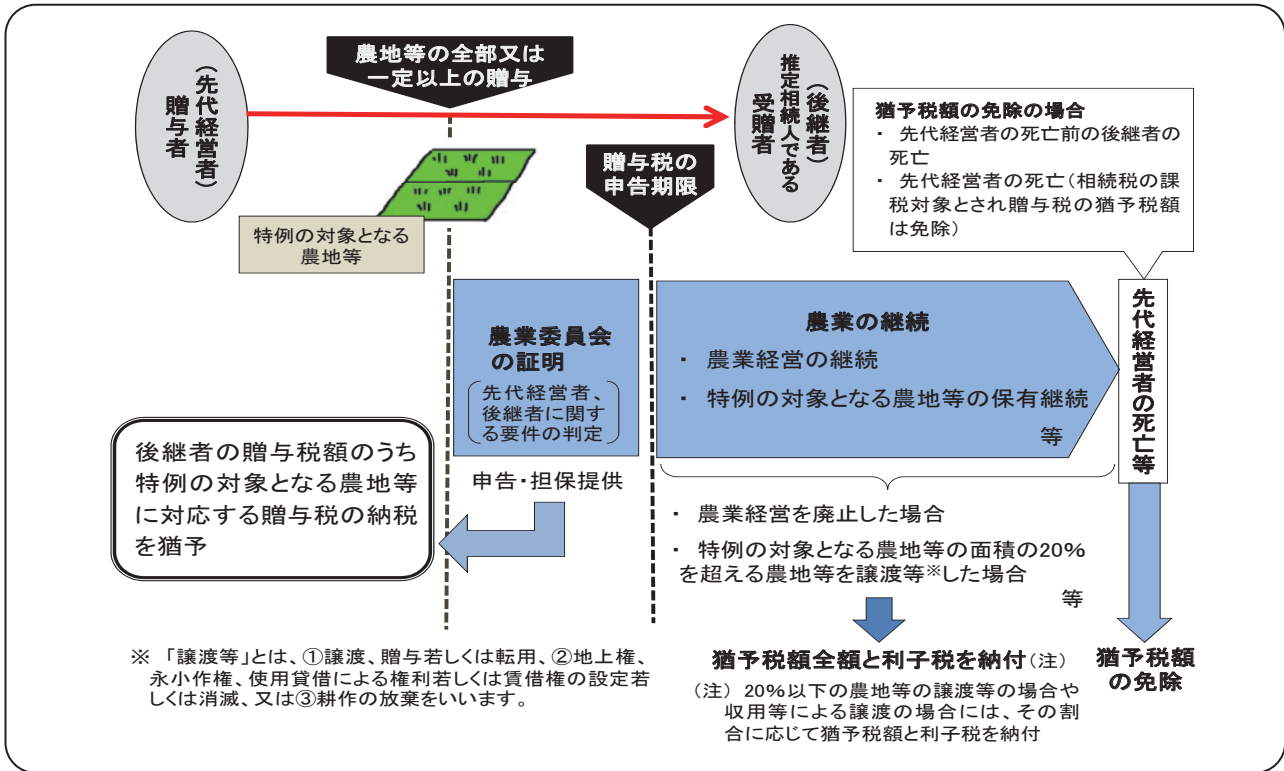 農地等の全部又は
一定以上の贈与
贈与者
（先代経営者）
受贈者
推定相続人である
（後継者）
贈与税の
申告期限
特例の対象となる
農地等
猶予税額の免除の場合
・ 先代経営者の死亡前の後継者の
死亡
・ 先代経営者の死亡（相続税の課
税対象とされ贈与税の猶予税額
は免除）
農業委員会
の証明
先代経営者、
後継者に関す
る要件の判定
農業の継続
・ 農業経営の継続
・ 特例の対象となる農地等の保有継続
等
先代経営者の死亡等
後継者の贈与税額のうち
特例の対象となる農地等
に対応する贈与税の納税
を猶予
申告・担保提供
・ 農業経営を廃止した場合
・ 特例の対象となる農地等の面積の20%
を超える農地等を譲渡等※した場合
等
猶予税額全額と利子税を納付（注）
（注） 20%以下の農地等の譲渡等の場合や
収用等による譲渡の場合には、その割
合に応じて猶予税額と利子税を納付
猶予税額
の免除
※ 「譲渡等」とは、①譲渡、贈与若しくは転用、②地上権、
永小作権、使用貸借による権利若しくは賃借権の設定若
しくは消滅、又は③耕作の放棄をいいます。